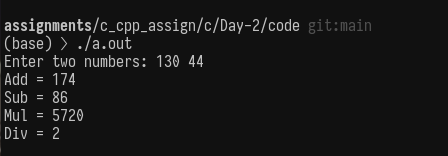 assignments/c_cpp_assign/c/Day-2/code git:main
(base) > ./a.out
Enter two numbers: 130 44
Add = 174
Sub = 86
Mul = 5720
Div = 2